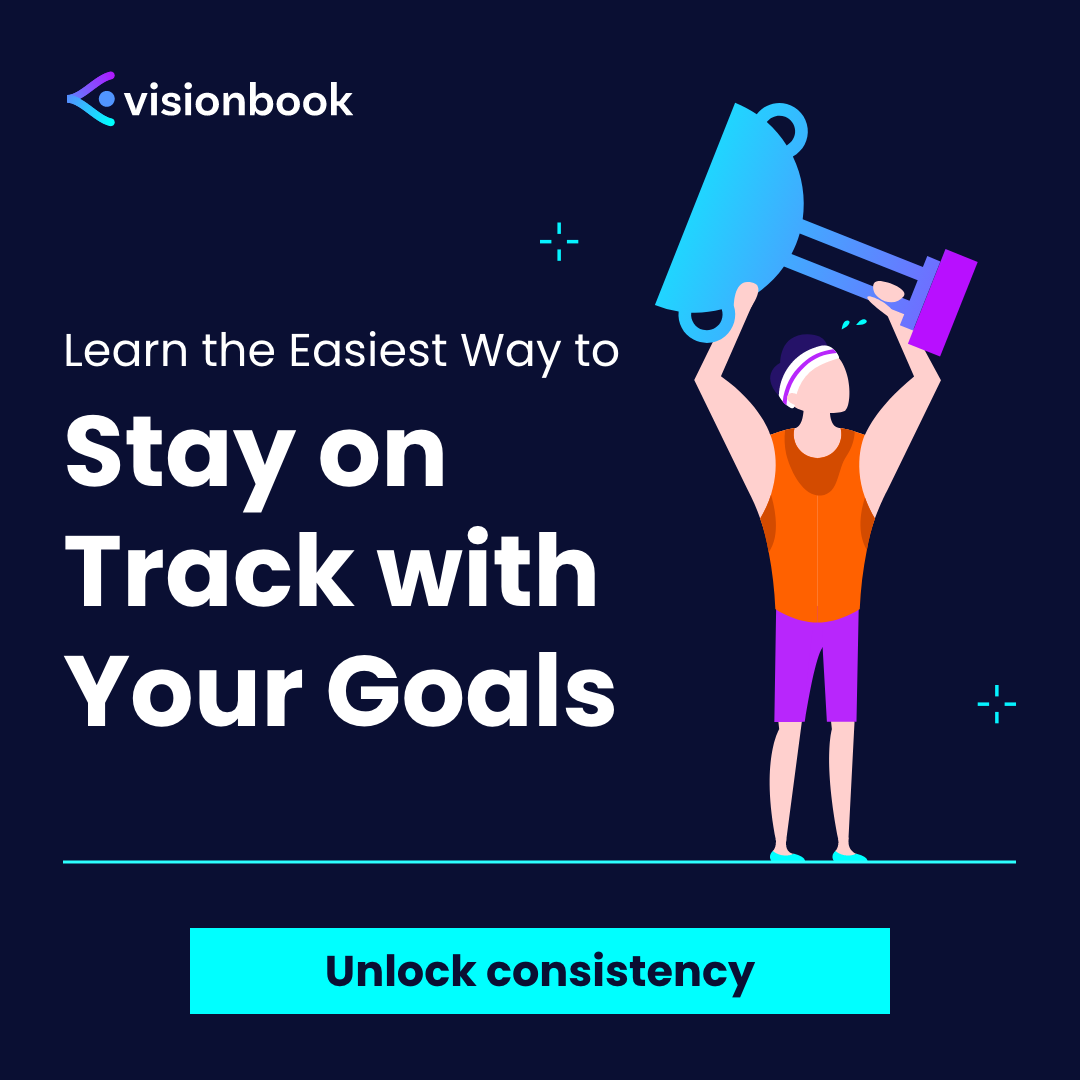 visionbook
Learn the Easiest Way to
Stay on
Track with
Your Goals
Unlock consistency